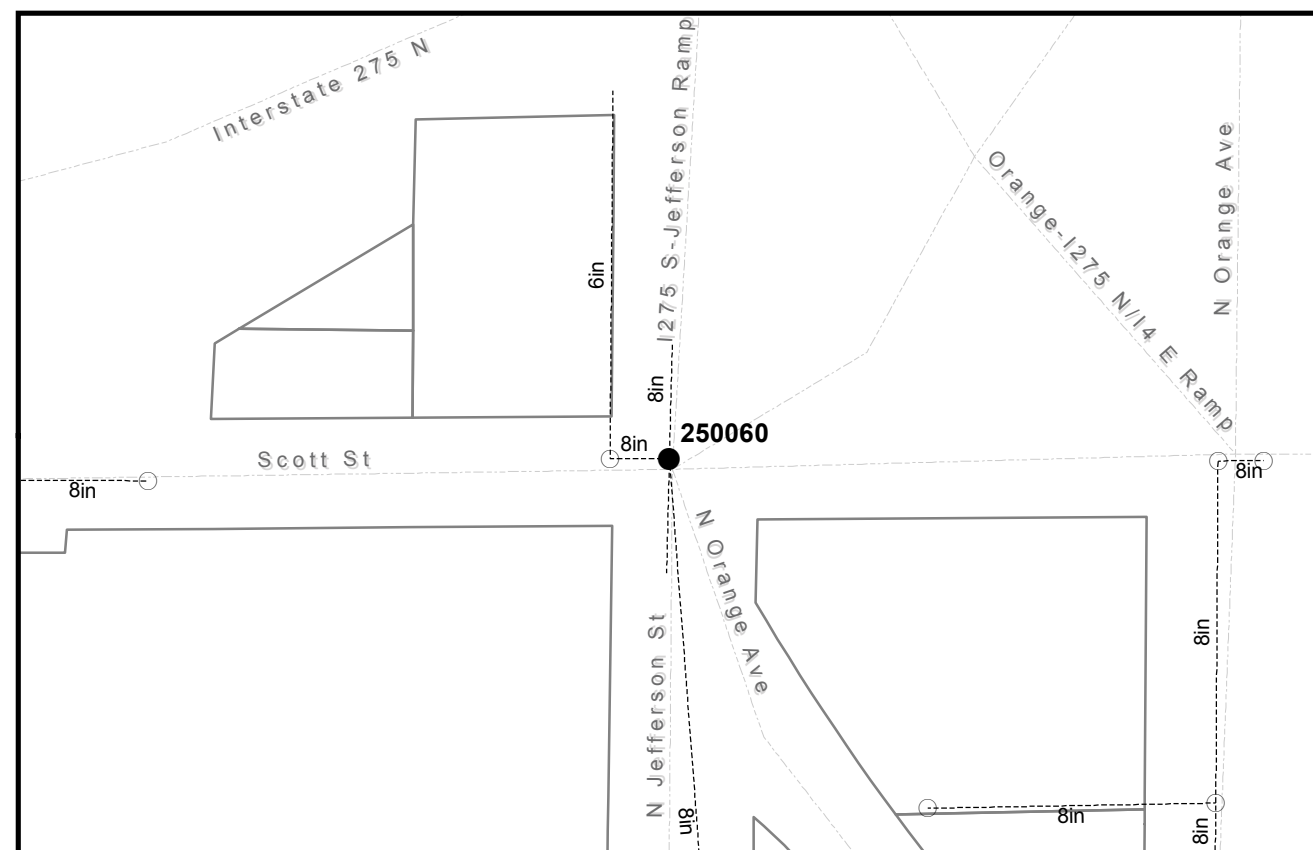 Interstate 275 N
I275 S-Jefferson Ramp
Orange-I275 N/I4 E Ramp
N Orange Ave
6in
8in
250060
8in
Scott St
8in
8in
N Orange Ave
N Jefferson St
8in
8in
8in
8in